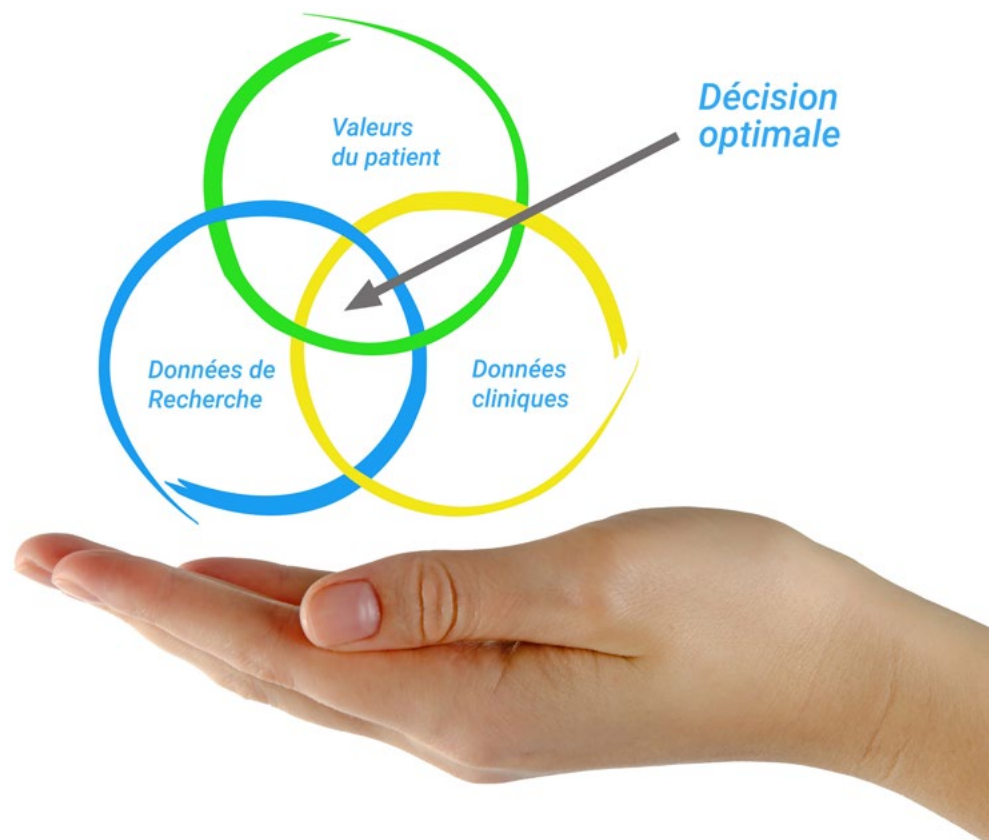 Valeurs
du patient
Décision
optimale
Données de
Recherche
Données
cliniques